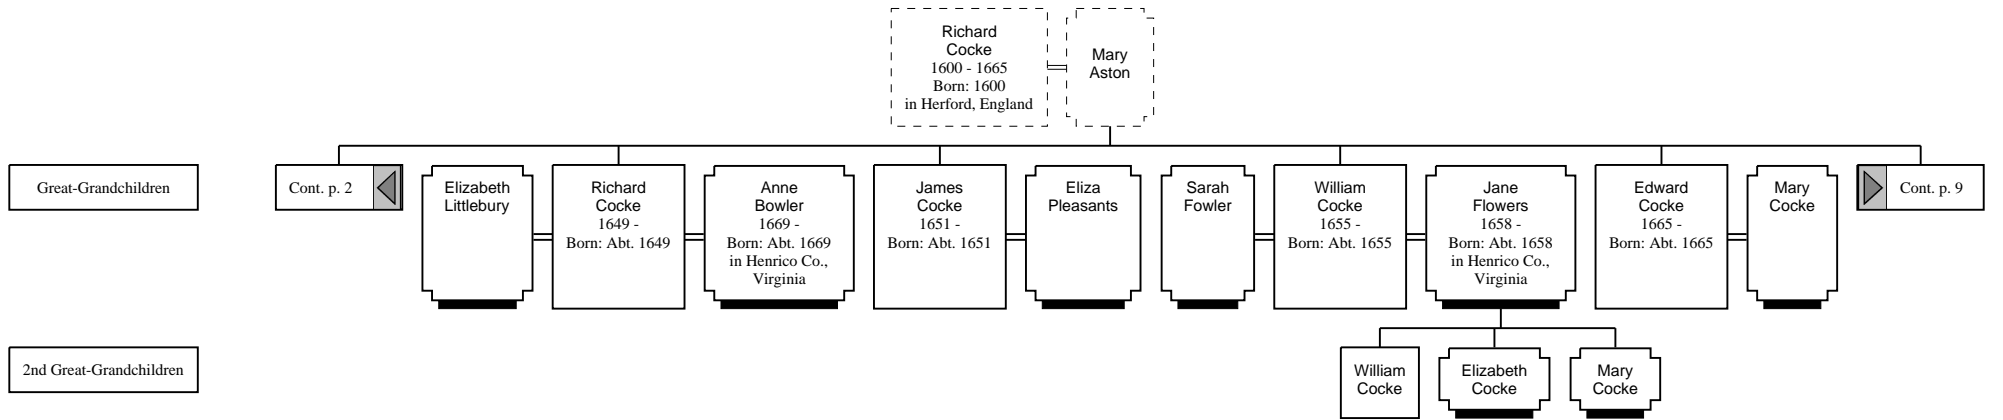 Richard
Cocke
1600 - 1665
Born: 1600
in Herford, England
Mary
Aston
Great-Grandchildren
Cont. p. 2
Elizabeth
Littlebury
Richard
Cocke
1649 -
Born: Abt. 1649
Anne
Bowler
1669 -
Born: Abt. 1669
in Henrico Co.,
Virginia
James
Cocke
1651 -
Born: Abt. 1651
Eliza
Pleasants
Sarah
Fowler
William
Cocke
1655 -
Born: Abt. 1655
Jane
Flowers
1658 -
Born: Abt. 1658
in Henrico Co.,
Virginia
Edward
Cocke
1665 -
Born: Abt. 1665
Mary
Cocke
Cont. p. 9
2nd Great-Grandchildren
William
Cocke
Elizabeth
Cocke
Mary
Cocke